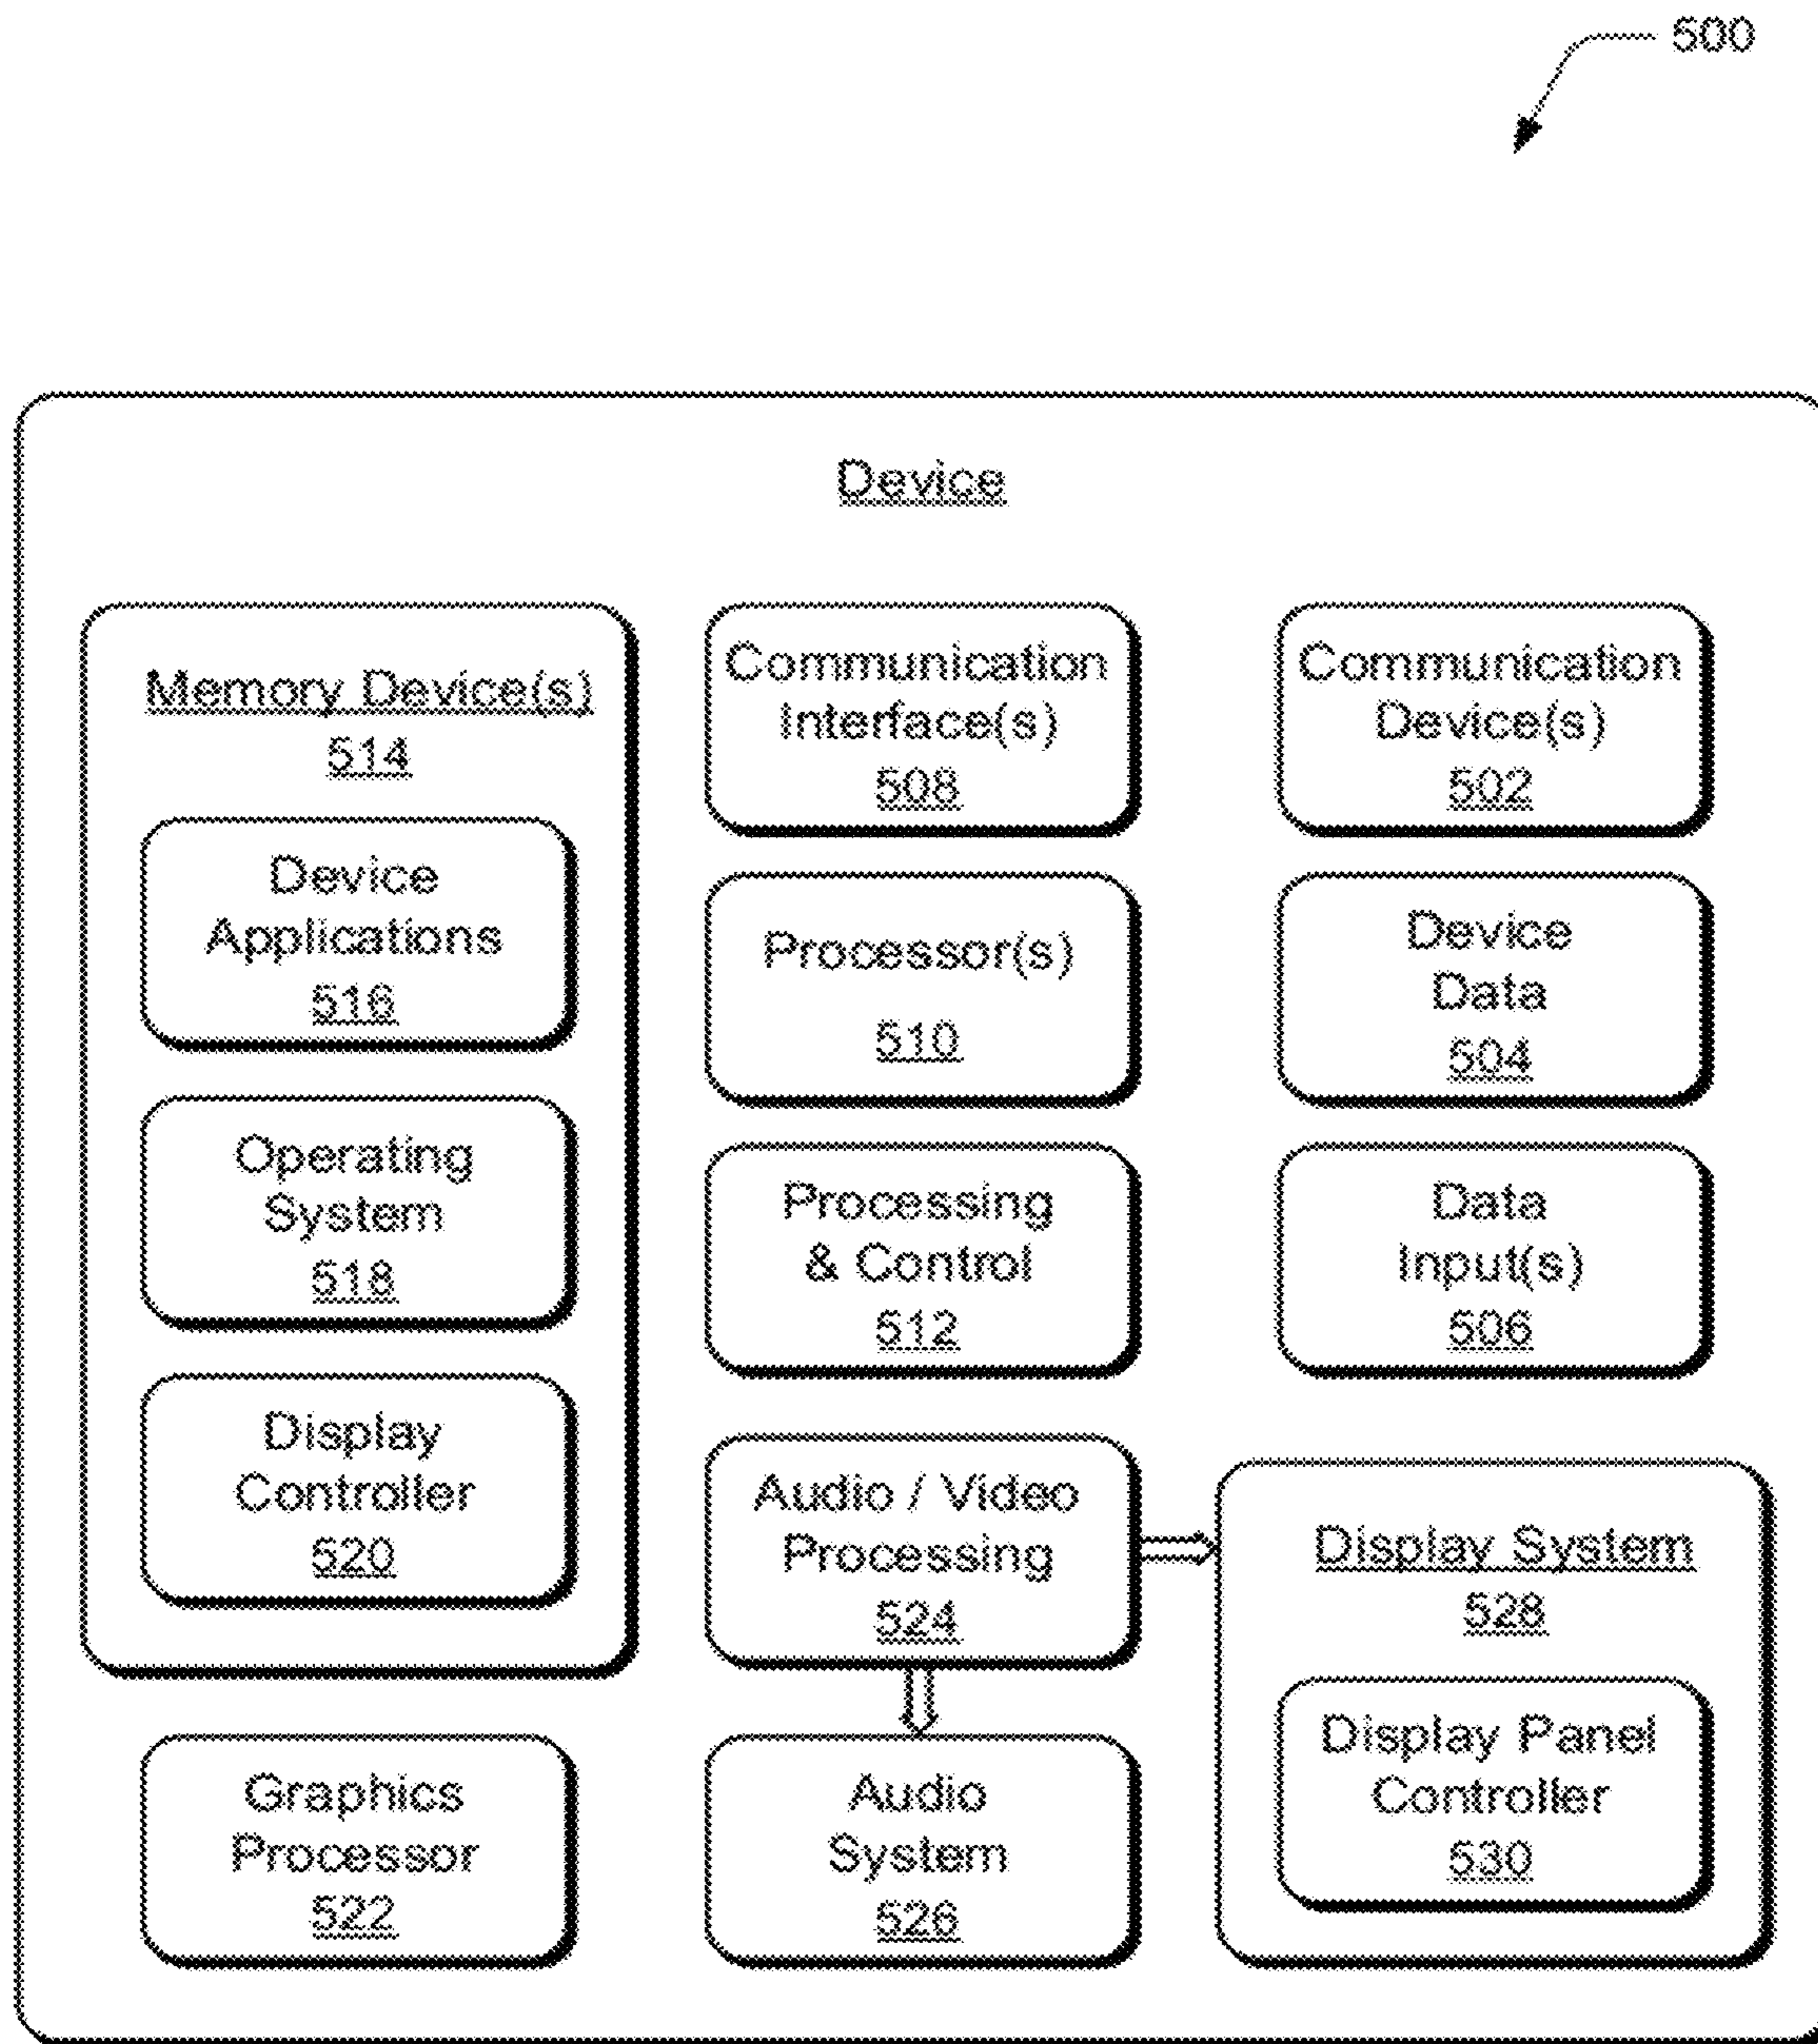 500
Device
Memory Device(s)
514
Device
Applications
516
Operating
System
518
Display
Controller
520
Graphics
Processor
522
Communication
Interface(s)
508
Processor(s)
510
Processing
& Control
512
Audio / Video
Processing
524
Audio
System
526
Communication
Device(s)
502
Device
Data
504
Data
Input(s)
506
Display System
528
Display Panel
Controller
530